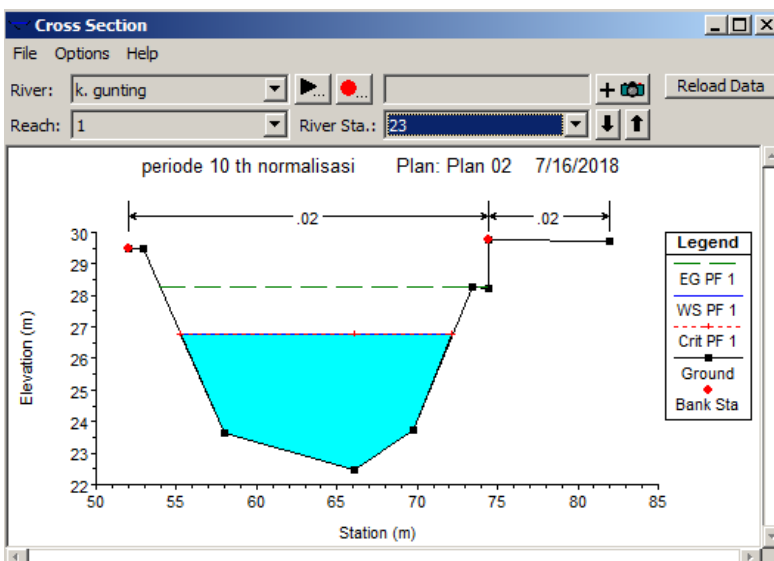 Cross Section
File Options Help
River: k. gunting Reload Data
Reach: 1 River Sta.: 23
periode 10 th normalisasi Plan: Plan 02 7/16/2018
.02 .02
30
29
28
27
26
25
24
23
22
Elevation (m)
50 55 60 65 70 75 80 85
Station (m)
Legend
EG PF 1
WS PF 1
Crit PF 1
Ground
Bank Sta